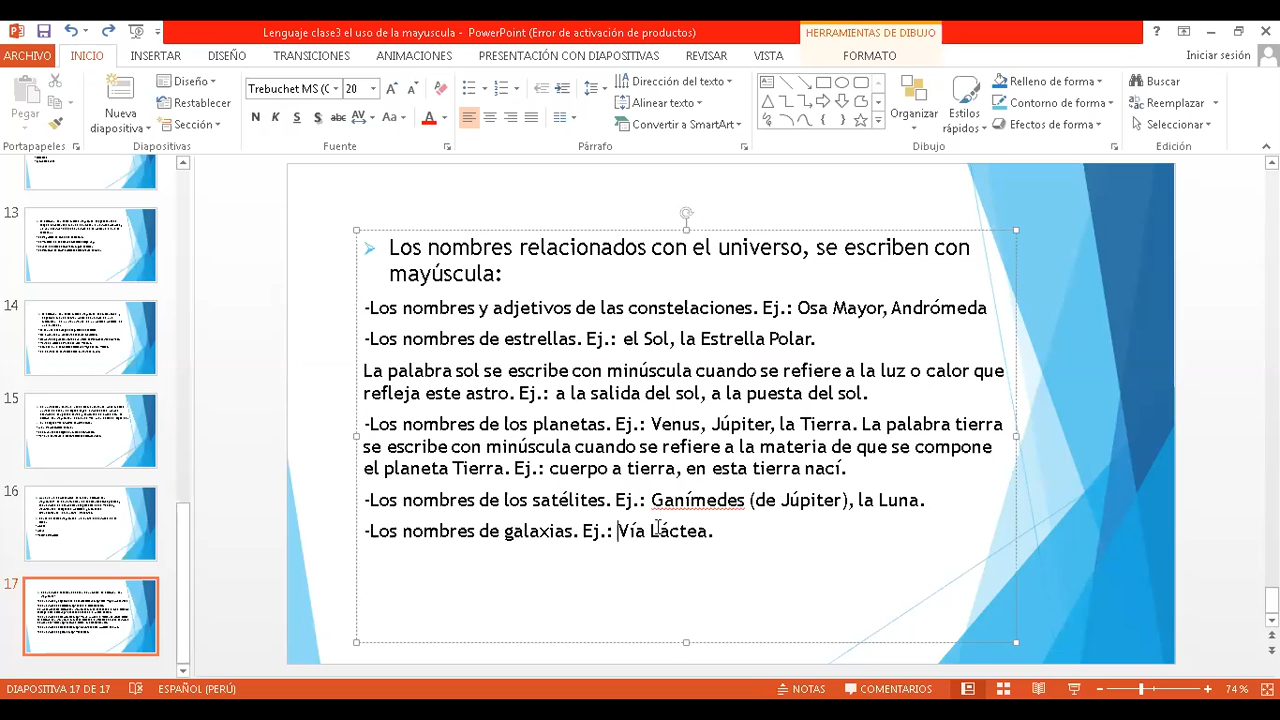 Lenguaje clase3 el uso de la mayuscula - PowerPoint (Error de activación de productos)
HERRAMIENTAS DE DIBUJO
ARCHIVO INICIO INSERTAR DISEÑO TRANSICIONES ANIMACIONES PRESENTACIÓN CON DIAPOSITIVAS REVISAR VISTA FORMATO Iniciar sesión
Pegar
Nueva diapositiva
Diseño
Restablecer
Sección
Trebuchet MS (C 20
N K S S abc AV Aa A
Dirección del texto
Alinear texto
Convertir a SmartArt
Organizar
Estilos rápidos
Relleno de forma
Contorno de forma
Efectos de forma
Buscar
Reemplazar
Seleccionar
Portapapeles Diapositivas Fuente Párrafo Dibujo Edición
13
14
15
16
17
Los nombres relacionados con el universo, se escriben con
mayúscula:
-Los nombres y adjetivos de las constelaciones. Ej.: Osa Mayor, Andrómeda
-Los nombres de estrellas. Ej.: el Sol, la Estrella Polar.
La palabra sol se escribe con minúscula cuando se refiere a la luz o calor que
refleja este astro. Ej.: a la salida del sol, a la puesta del sol.
-Los nombres de los planetas. Ej.: Venus, Júpiter, la Tierra. La palabra tierra
se escribe con minúscula cuando se refiere a la materia de que se compone
el planeta Tierra. Ej.: cuerpo a tierra, en esta tierra nací.
-Los nombres de los satélites. Ej.: Ganímedes (de Júpiter), la Luna.
-Los nombres de galaxias. Ej.: Vía Láctea.
DIAPOSITIVA 17 DE 17 ESPAÑOL (PERÚ) NOTAS COMENTARIOS 74 %